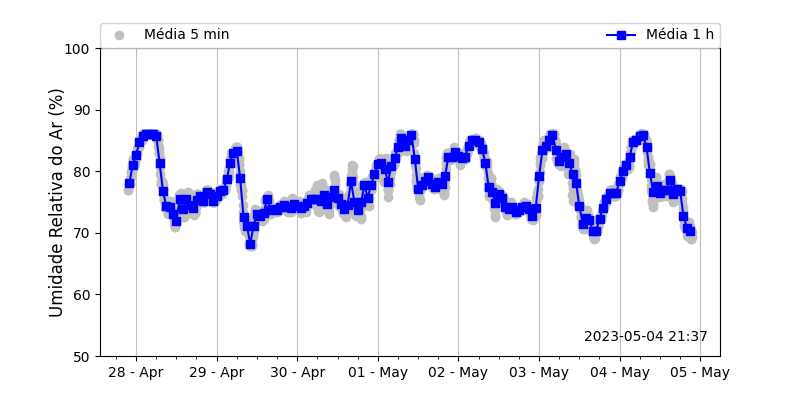 Média 5 min
Média 1 h
Umidade Relativa do Ar (%)
100
90
80
70
60
50
2023-05-04 21:37
28 - Apr
29 - Apr
30 - Apr
01 - May
02 - May
03 - May
04 - May
05 - May